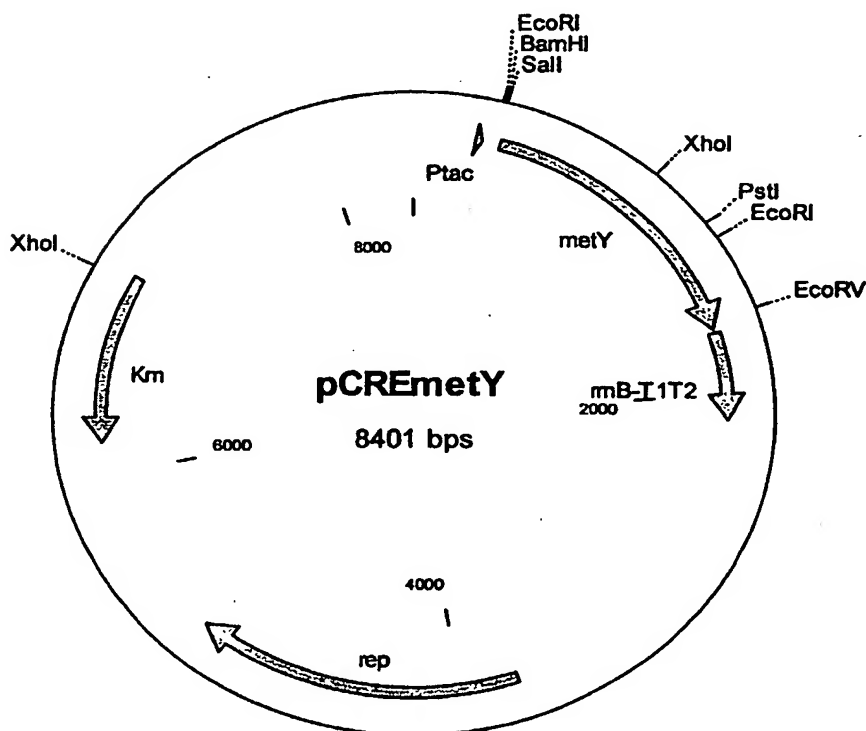 EcoRI
BamHI
SalI
XhoI
PstI
EcoRI
EcoRV
Ptac
metY
8000
XhoI
Km
pCREmetY
8401 bps
rrnB-T1T2
2000
6000
4000
rep